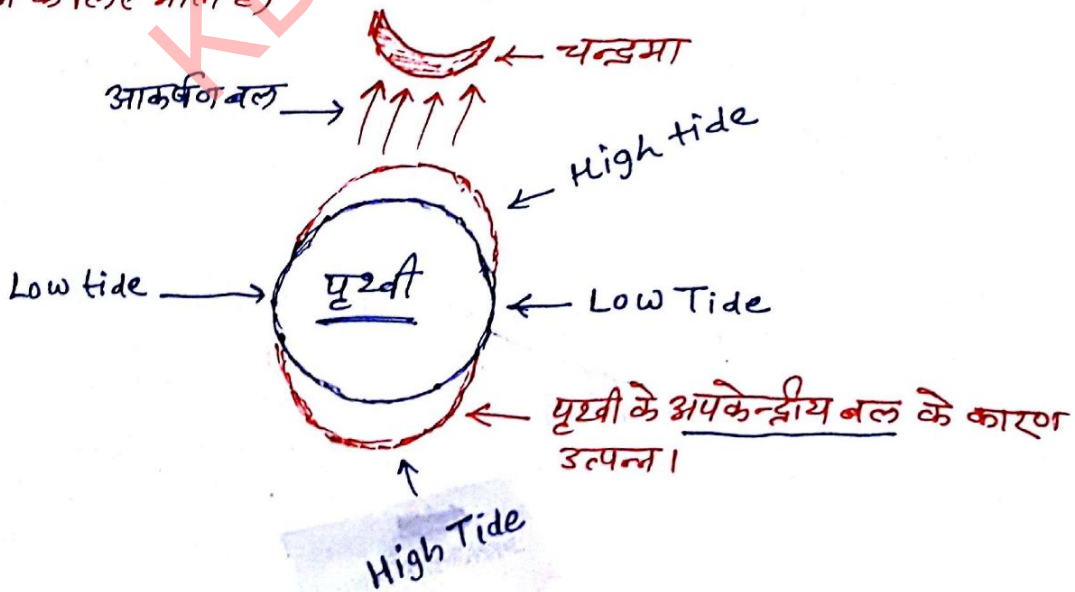 के लिए
चन्द्रमा
आकर्षण बल
High tide
Low tide
पृथ्वी
Low Tide
पृथ्वी के अपकेन्द्रीय बल के कारण
उत्पन्न।
High Tide